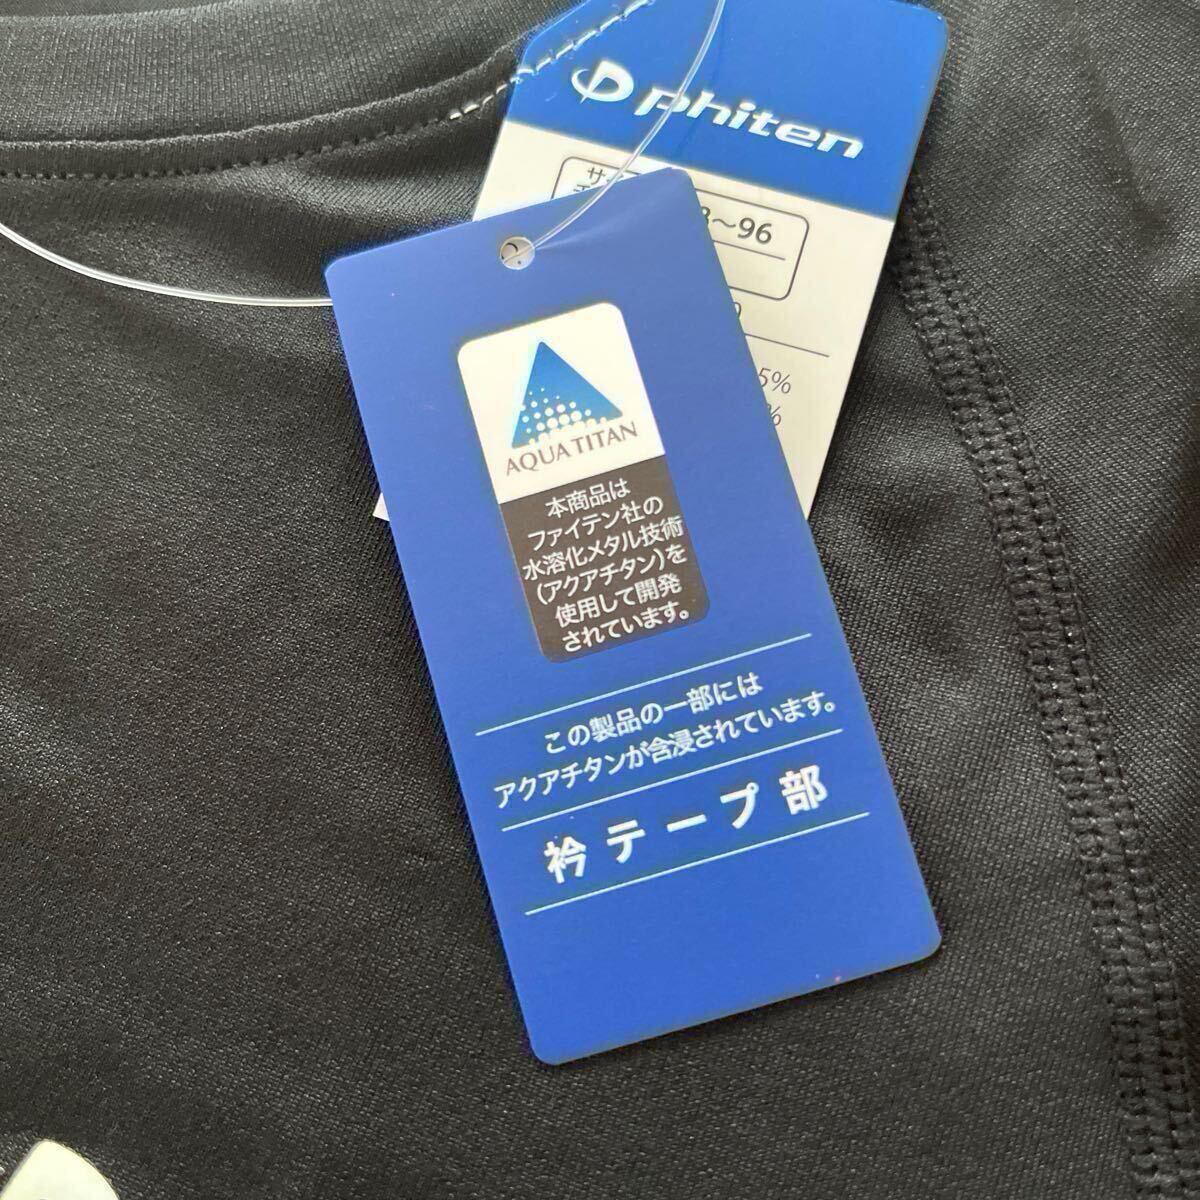 phiten
8～96
5%
%
AQUA TITAN
本商品は
ファイテン社の
水溶化メタル技術
(アクアチタン)を
使用して開発
されています。
この製品の一部には
アクアチタンが含浸されています。
衿テープ部